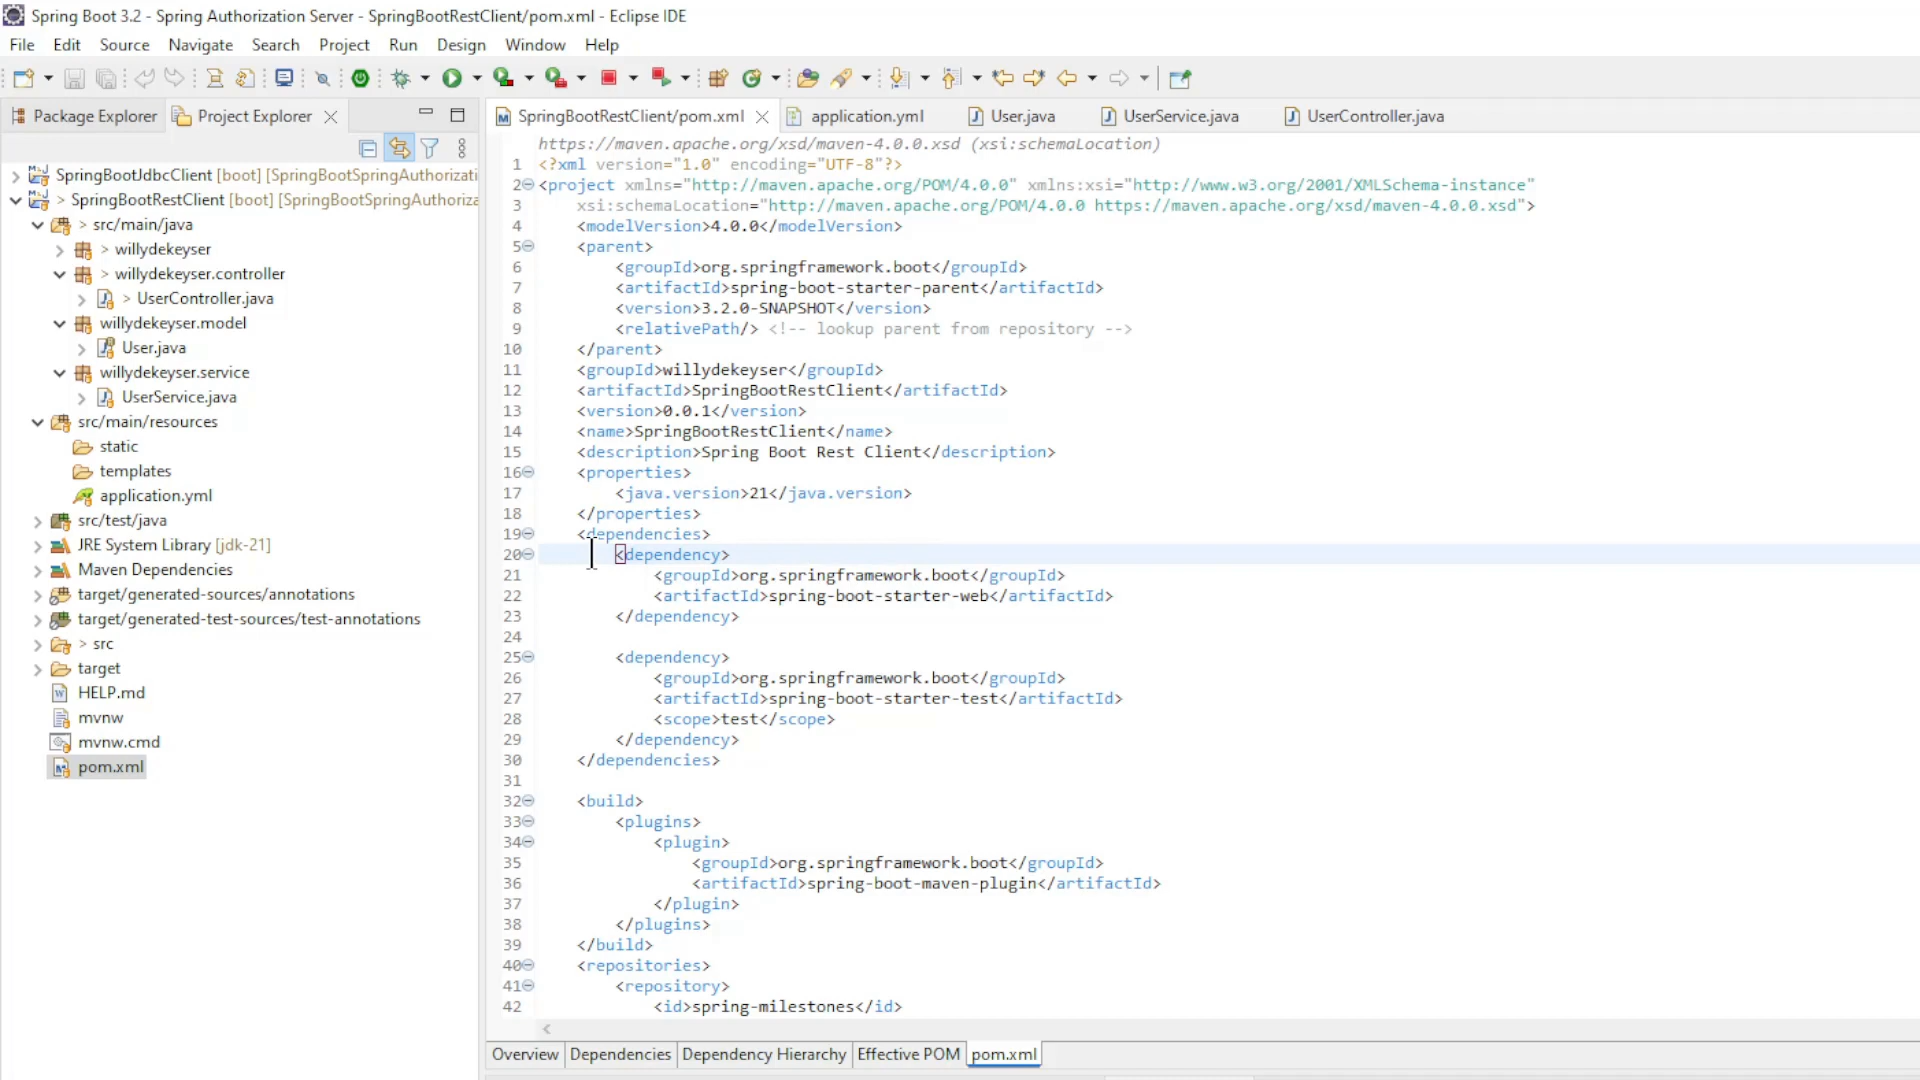 Spring Boot 3.2 - Spring Authorization Server - SpringBootRestClient/pom.xml - Eclipse IDE
File Edit Source Navigate Search Project Run Design Window Help
Package Explorer Project Explorer
SpringBootRestClient/pom.xml application.yml User.java UserService.java UserController.java
SpringBootJdbcClient [boot] [SpringBootSpringAuthorizati
> SpringBootRestClient [boot] [SpringBootSpringAuthoriza
> src/main/java
> willydekeyser
> willydekeyser.controller
> UserController.java
willydekeyser.model
User.java
willydekeyser.service
UserService.java
src/main/resources
static
templates
application.yml
src/test/java
JRE System Library [jdk-21]
Maven Dependencies
target/generated-sources/annotations
target/generated-test-sources/test-annotations
> src
target
HELP.md
mvnw
mvnw.cmd
pom.xml
https://maven.apache.org/xsd/maven-4.0.0.xsd (xsi:schemaLocation)
1 <?xml version="1.0" encoding="UTF-8"?>
2 <project xmlns="http://maven.apache.org/POM/4.0.0" xmlns:xsi="http://www.w3.org/2001/XMLSchema-instance"
3 xsi:schemaLocation="http://maven.apache.org/POM/4.0.0 https://maven.apache.org/xsd/maven-4.0.0.xsd">
4 <modelVersion>4.0.0</modelVersion>
5 <parent>
6 <groupId>org.springframework.boot</groupId>
7 <artifactId>spring-boot-starter-parent</artifactId>
8 <version>3.2.0-SNAPSHOT</version>
9 <relativePath/> <!-- lookup parent from repository -->
10 </parent>
11 <groupId>willydekeyser</groupId>
12 <artifactId>SpringBootRestClient</artifactId>
13 <version>0.0.1</version>
14 <name>SpringBootRestClient</name>
15 <description>Spring Boot Rest Client</description>
16 <properties>
17 <java.version>21</java.version>
18 </properties>
19 <dependencies>
20 <dependency>
21 <groupId>org.springframework.boot</groupId>
22 <artifactId>spring-boot-starter-web</artifactId>
23 </dependency>
24
25 <dependency>
26 <groupId>org.springframework.boot</groupId>
27 <artifactId>spring-boot-starter-test</artifactId>
28 <scope>test</scope>
29 </dependency>
30 </dependencies>
31
32 <build>
33 <plugins>
34 <plugin>
35 <groupId>org.springframework.boot</groupId>
36 <artifactId>spring-boot-maven-plugin</artifactId>
37 </plugin>
38 </plugins>
39 </build>
40 <repositories>
41 <repository>
42 <id>spring-milestones</id>
Overview Dependencies Dependency Hierarchy Effective POM pom.xml